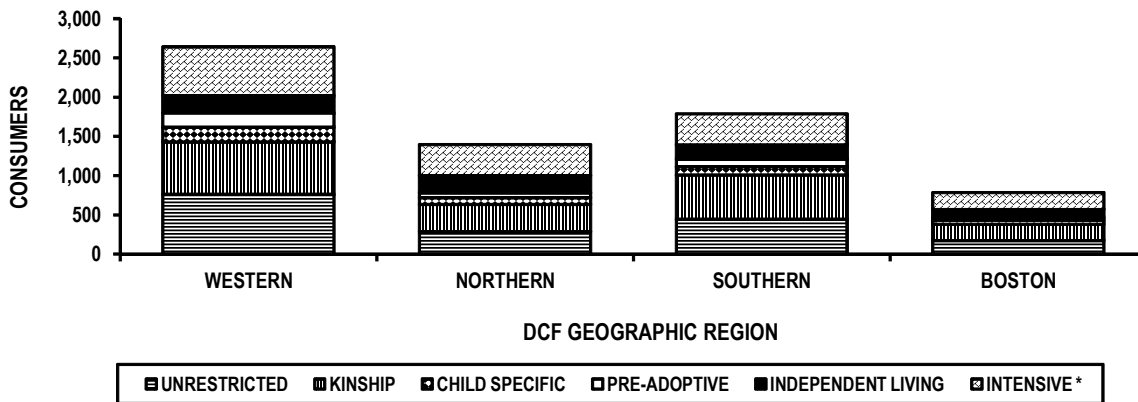 3,000
2,500
2,000
1,500
1,000
500
0
CONSUMERS
WESTERN NORTHERN SOUTHERN BOSTON
DCF GEOGRAPHIC REGION
UNRESTRICTED KINSHIP CHILD SPECIFIC PRE-ADOPTIVE INDEPENDENT LIVING INTENSIVE *